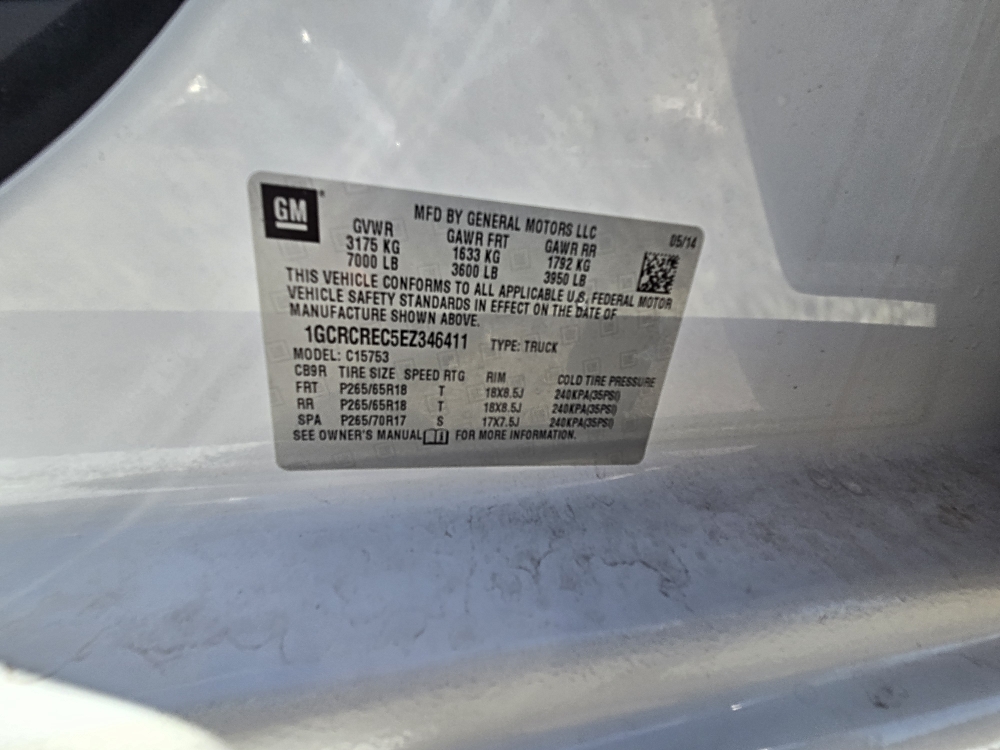 GM
MFD BY GENERAL MOTORS LLC
05/14
GVWR GAWR FRT GAWR RR
3175 KG 1633 KG 1792 KG
7000 LB 3600 LB 3950 LB
THIS VEHICLE CONFORMS TO ALL APPLICABLE U.S. FEDERAL MOTOR
VEHICLE SAFETY STANDARDS IN EFFECT ON THE DATE OF
MANUFACTURE SHOWN ABOVE.
1GCRCREC5EZ346411 TYPE: TRUCK
MODEL: C15753
CB9R TIRE SIZE SPEED RTG RIM COLD TIRE PRESSURE
FRT P265/65R18 T 18X8.5J 240KPA(35PSI)
RR P265/65R18 T 18X8.5J 240KPA(35PSI)
SPA P265/70R17 S 17X7.5J 240KPA(35PSI)
SEE OWNER'S MANUAL FOR MORE INFORMATION.